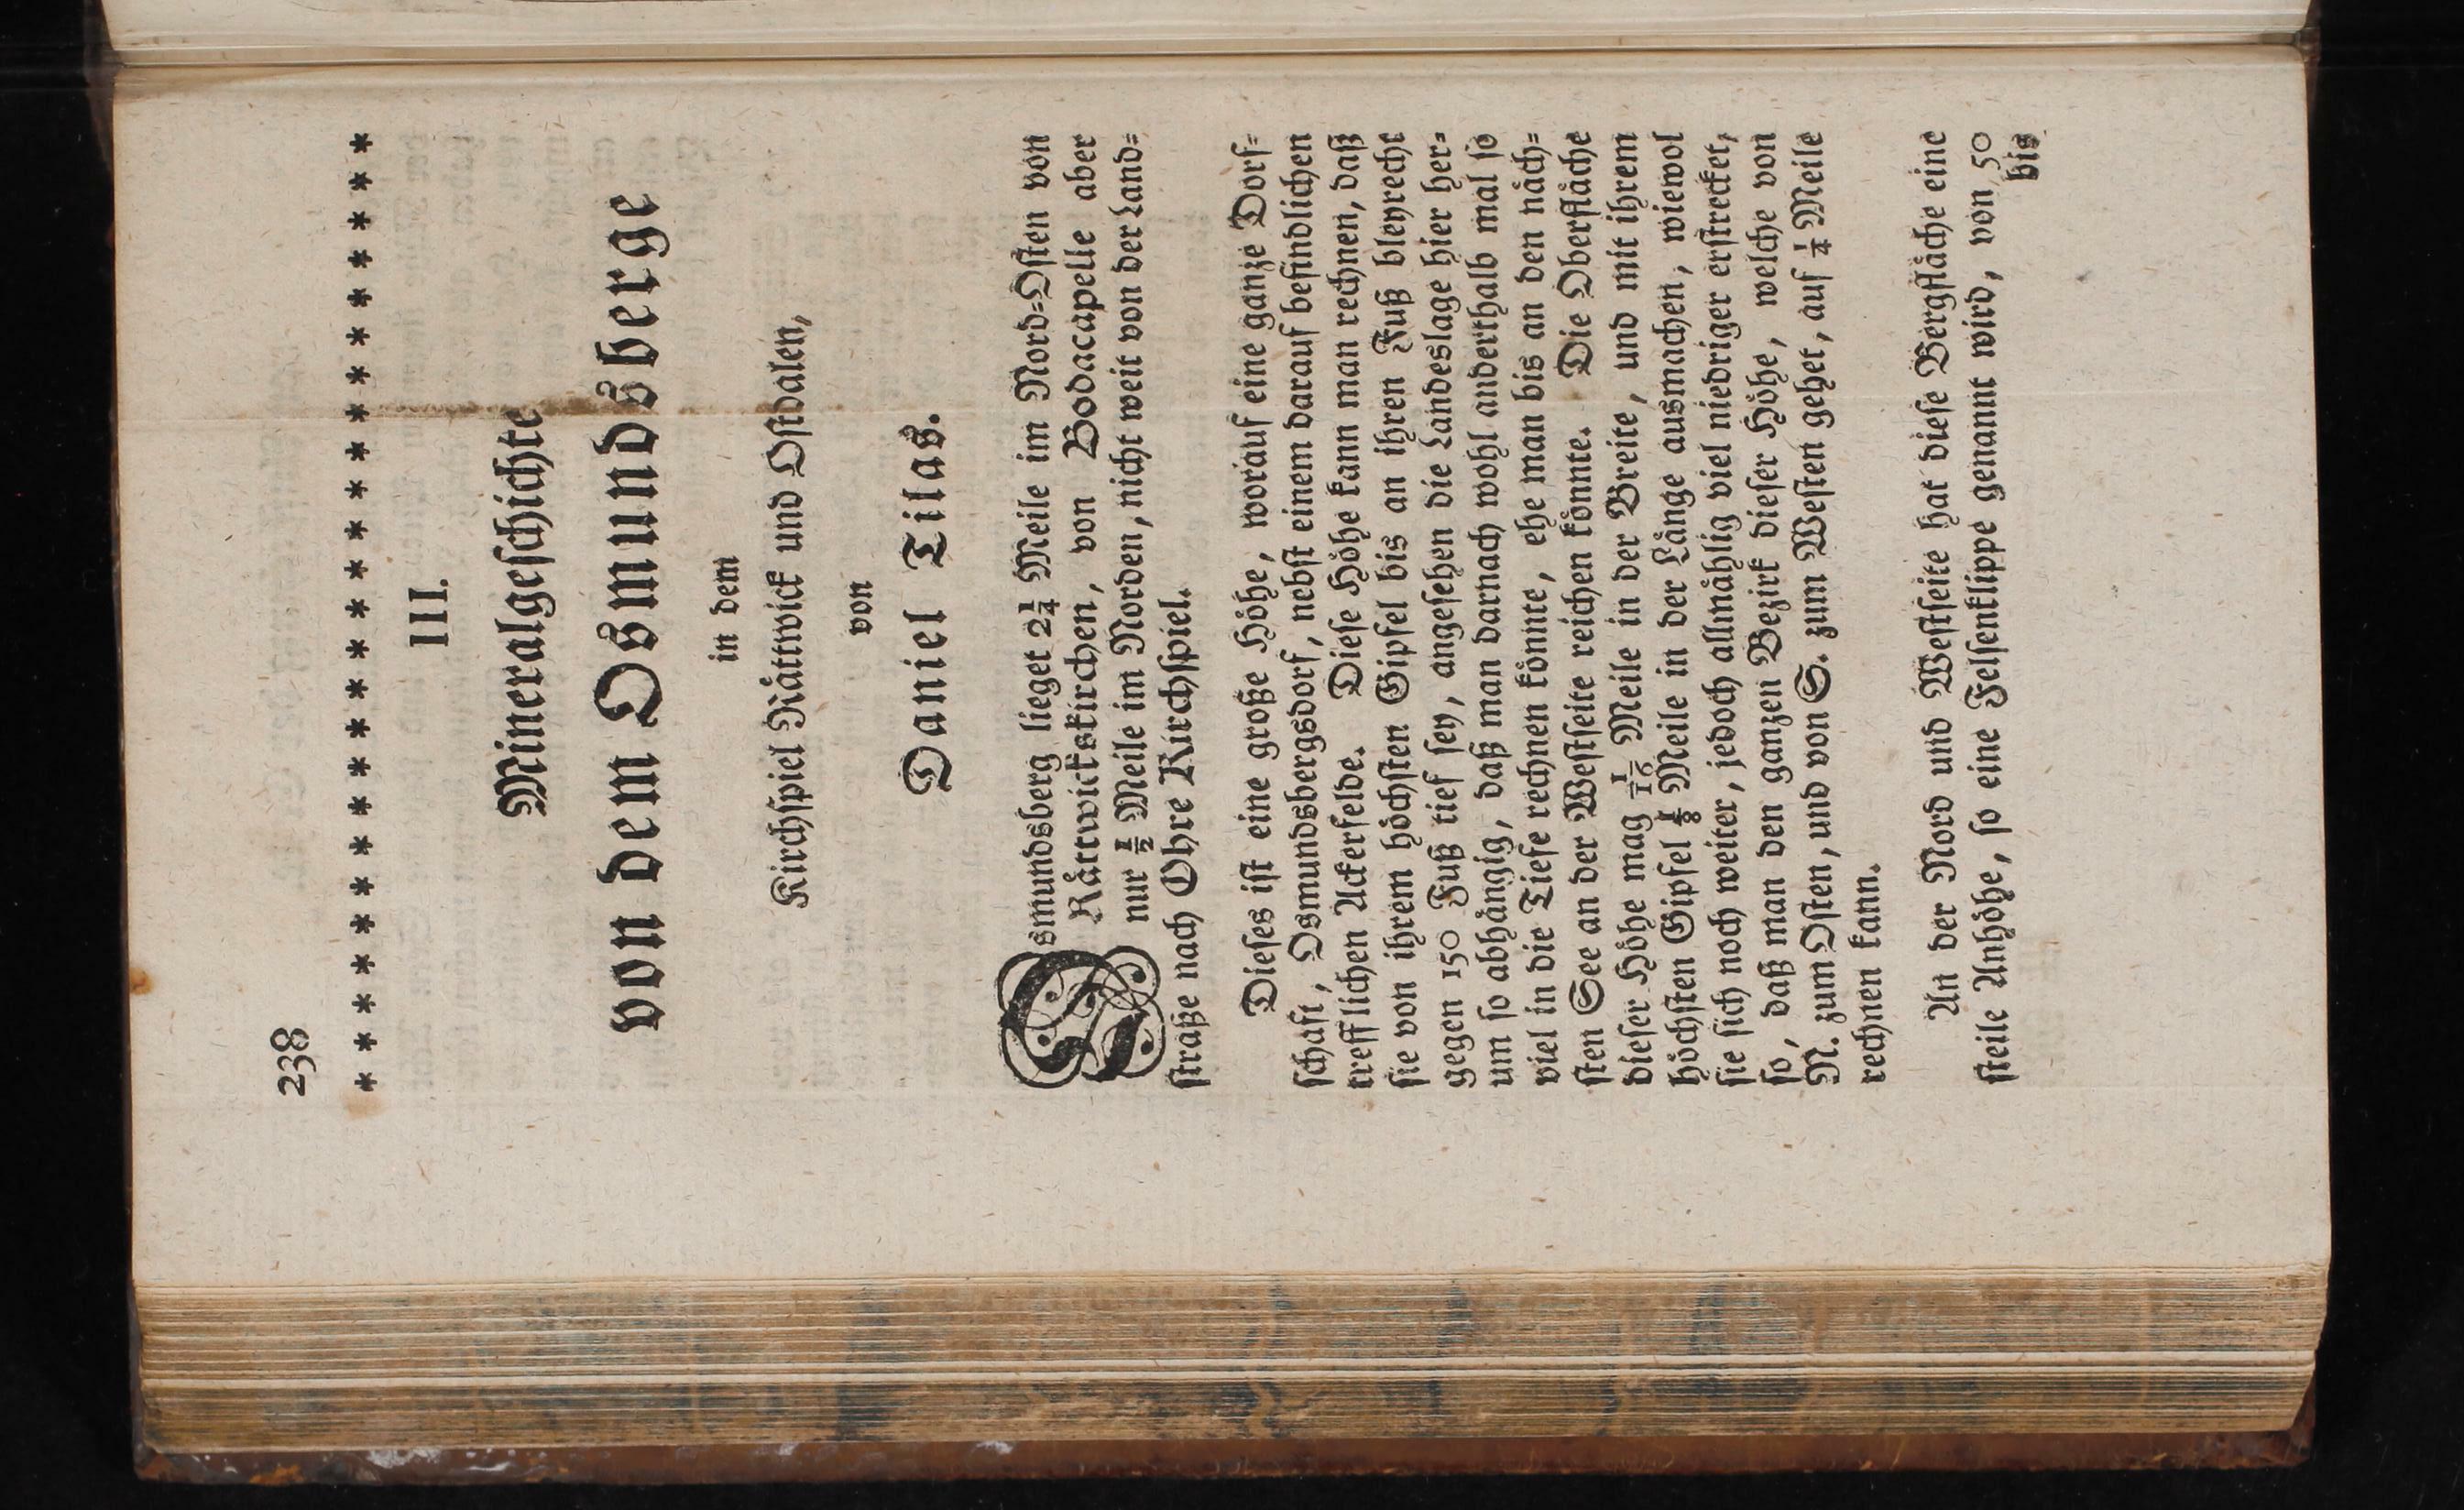 238
* * * * * * * * * * * * * * * * * * * * * * * * *
III.
Mineralgeschichte
von dem Osmundsberge
in dem
Kirchspiel Råttwick und Ostdalen,
von
Daniel Tilas.
Osmundsberg lieget 2¼ Meile im Nord=Osten von
Råttwickskirchen, von Bodacapelle aber
nur ½ Meile im Norden, nicht weit von der Land=
straße nach Ohre Kirchspiel.
Dieses ist eine große Höhe, worauf eine ganze Dorf=
schaft, Osmundsbergsdorf, nebst einem darauf befindlichen
trefflichen Ackerfelde. Diese Höhe kann man rechnen, daß
sie von ihrem höchsten Gipfel bis an ihren Fuß bleyrecht
gegen 150 Fuß tief sey, angesehen die Landeslage hier her=
um so abhängig, daß man darnach wohl anderthalb mal so
viel in die Tiefe rechnen könnte, ehe man bis an den näch=
sten See an der Westseite reichen könnte. Die Oberfläche
dieser Höhe mag 1/16 Meile in der Breite, und mit ihrem
höchsten Gipfel ⅛ Meile in der Länge ausmachen, wiewol
sie sich noch weiter, jedoch allmählig viel niedriger erstrecket,
so, daß man den ganzen Bezirk dieser Höhe, welche von
N. zum Osten, und von S. zum Westen gehet, auf ¼ Meile
rechnen kann.
An der Nord und Westseite hat diese Bergfläche eine
steile Anhöhe, so eine Felsenklippe genannt wird, von 50
bis